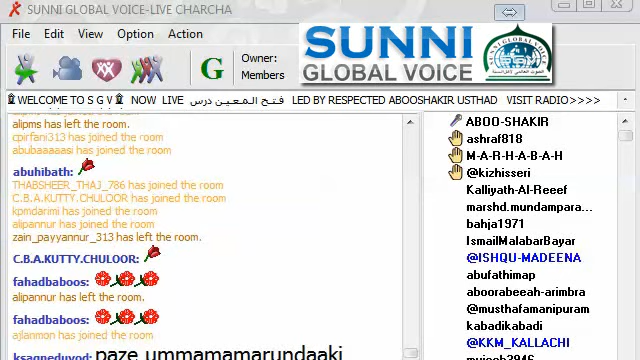 SUNNI GLOBAL VOICE-LIVE CHARCHA
File Edit View Option Action
SUNNI
GLOBAL VOICE
G
Owner:
Members
WELCOME TO S G V NOW LIVE فتح المعين درس LED BY RESPECTED ABOOSHAKIR USTHAD VISIT RADIO>>>>
alipms has left the room.
cpirfani313 has joined the room
abubaaaaasi has joined the room
abuhibath:
THABSHEER_THAJ_786 has joined the room
C.B.A.KUTTY.CHULOOR has joined the room
kpmdarimi has joined the room
alipannur has joined the room
zain_payyannur_313 has left the room.
C.B.A.KUTTY.CHULOOR:
fahadbaboos:
alipannur has left the room.
fahadbaboos:
ajlanmon has joined the room
ksagneduvod: paze ummamamarundaaki
ABOO-SHAKIR
ashraf818
M-A-R-H-A-B-A-H
@kizhisseri
Kalliyath-Al-Reeef
marshd.mundampara...
bahja1971
IsmailMalabarBayar
@ISHQU-MADEENA
abufathimap
aboorabeeah-arimbra
@musthafamanipuram
kabadikabadi
@KKM_KALLACHI
mujeeb2946